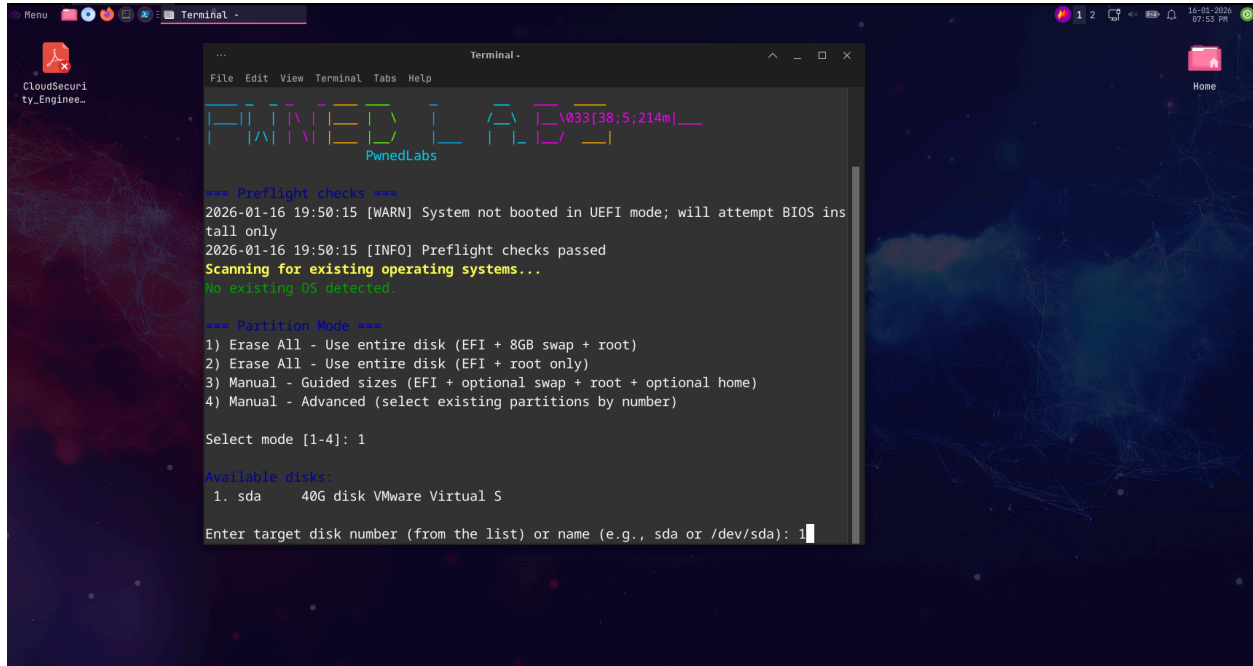 Menu
Terminal -
1 2
16-01-2026
07:53 PM
CloudSecuri
ty_Enginee…
Home
Terminal -
File Edit View Terminal Tabs Help
\033[38;5;214m|___
PwnedLabs
=== Preflight checks ===
2026-01-16 19:50:15 [WARN] System not booted in UEFI mode; will attempt BIOS ins
tall only
2026-01-16 19:50:15 [INFO] Preflight checks passed
Scanning for existing operating systems...
No existing OS detected.
=== Partition Mode ===
1) Erase All - Use entire disk (EFI + 8GB swap + root)
2) Erase All - Use entire disk (EFI + root only)
3) Manual - Guided sizes (EFI + optional swap + root + optional home)
4) Manual - Advanced (select existing partitions by number)
Select mode [1-4]: 1
Available disks:
1. sda 40G disk VMware Virtual S
Enter target disk number (from the list) or name (e.g., sda or /dev/sda): 1